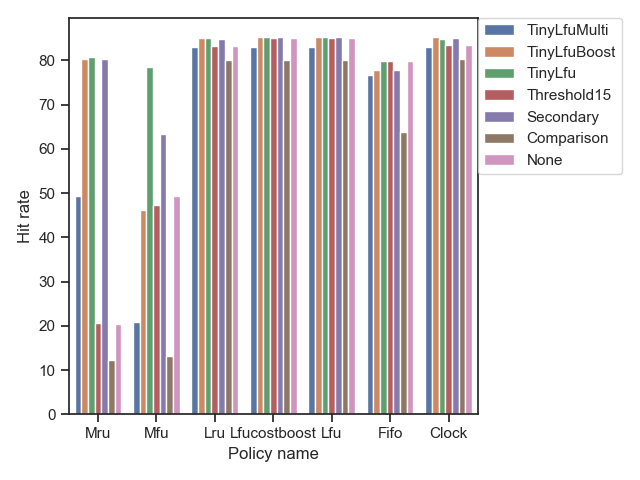 TinyLfuMulti
TinyLfuBoost
TinyLfu
Threshold15
Secondary
Comparison
None
Hit rate
80
70
60
50
40
30
20
10
0
Mru Mfu Lru Lfucostboost Lfu Fifo Clock
Policy name